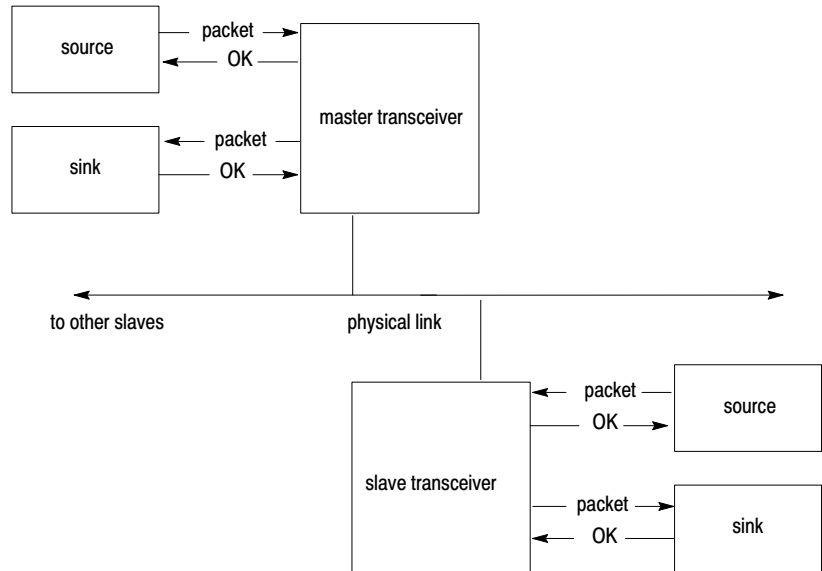 source
packet
OK
master transceiver
packet
sink
OK
to other slaves
physical link
packet
source
OK
slave transceiver
packet
OK
sink